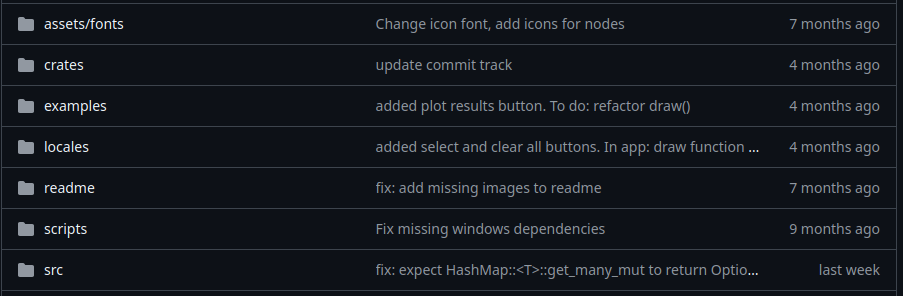 assets/fonts Change icon font, add icons for nodes 7 months ago
crates update commit track 4 months ago
examples added plot results button. To do: refactor draw() 4 months ago
locales added select and clear all buttons. In app: draw function ... 4 months ago
readme fix: add missing images to readme 7 months ago
scripts Fix missing windows dependencies 9 months ago
src fix: expect HashMap::<T>::get_many_mut to return Optio... last week